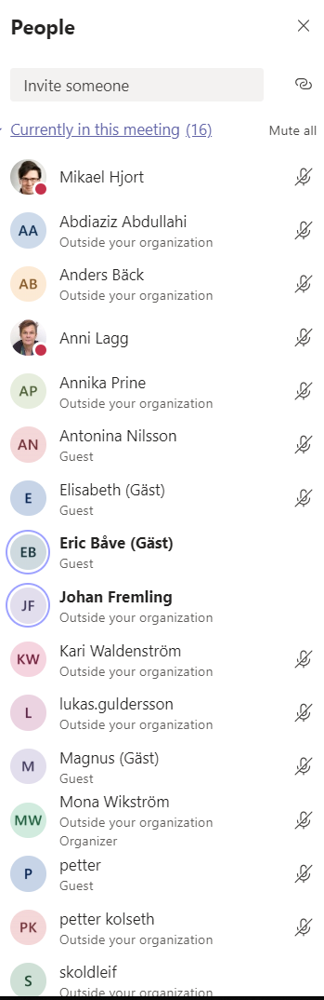 People
Invite someone
Currently in this meeting (16) Mute all
Mikael Hjort
AA Abdiaziz Abdullahi
Outside your organization
AB Anders Bäck
Outside your organization
Anni Lagg
AP Annika Prine
Outside your organization
AN Antonina Nilsson
Guest
E Elisabeth (Gäst)
Guest
EB Eric Båve (Gäst)
Guest
JF Johan Fremling
Outside your organization
KW Kari Waldenström
Outside your organization
L lukas.guldersson
Outside your organization
M Magnus (Gäst)
Guest
MW Mona Wikström
Outside your organization
Organizer
P petter
Guest
PK petter kolseth
Outside your organization
S skoldleif
Outside your organization